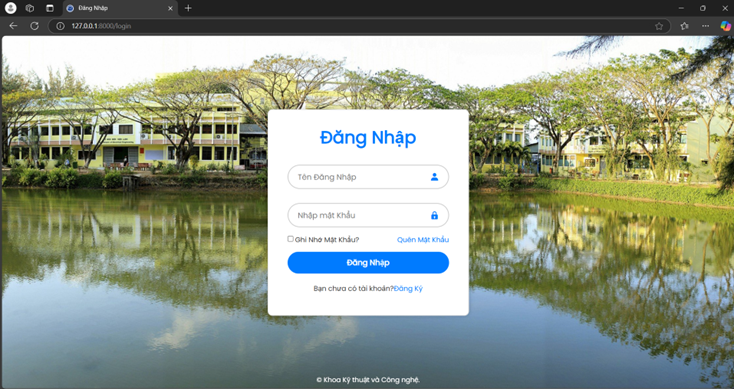 Đăng Nhập
127.0.0.1:8000/login
Đăng Nhập
Tên Đăng Nhập
Nhập mật Khẩu
Ghi Nhớ Mật Khẩu?
Quên Mật Khẩu
Đăng Nhập
Bạn chưa có tài khoản?Đăng Ký
© Khoa Kỹ thuật và Công nghệ.